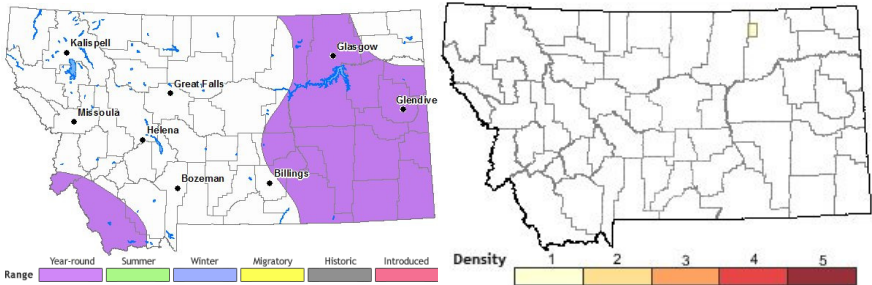 Kalispell
Glasgow
Great Falls
Glendive
Missoula
Helena
Bozeman
Billings
Year-round Summer Winter Migratory Historic Introduced
Range
Density 1 2 3 4 5